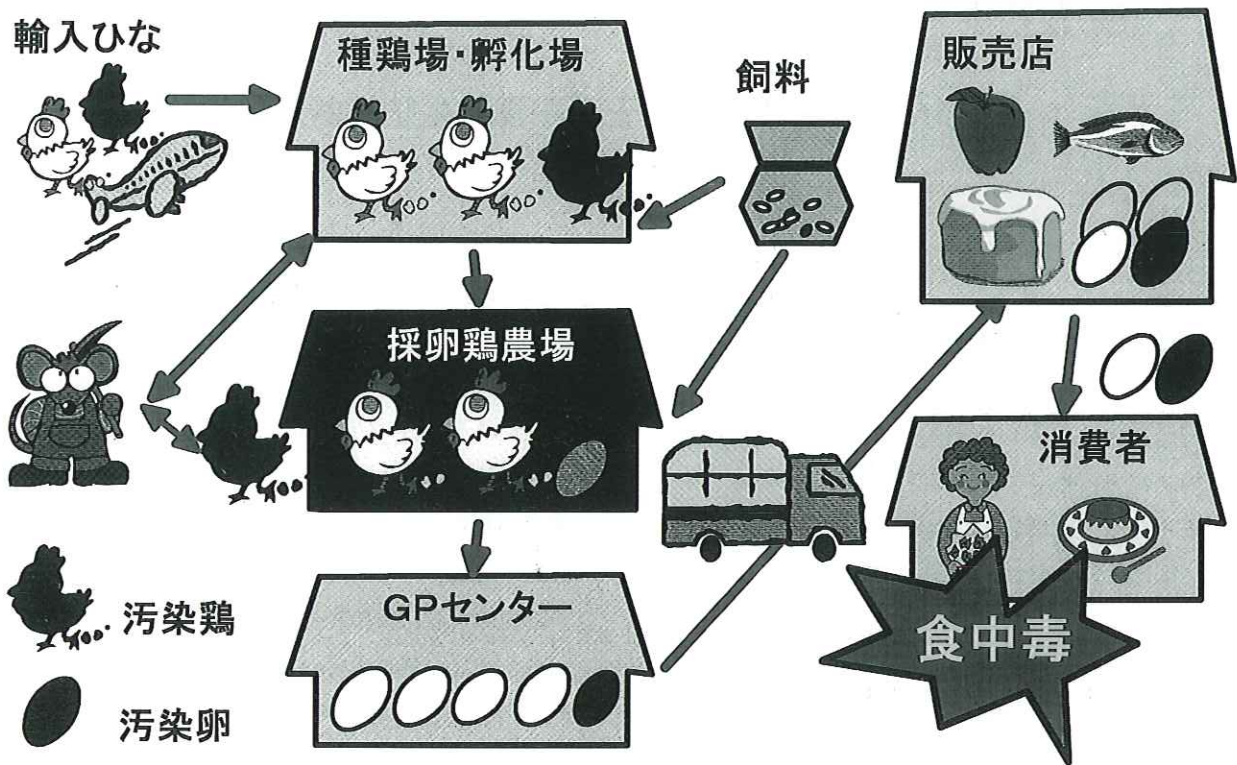 輸入ひな
種鶏場・孵化場
飼料
販売店
採卵鶏農場
消費者
GPセンター
食中毒
汚染鶏
汚染卵